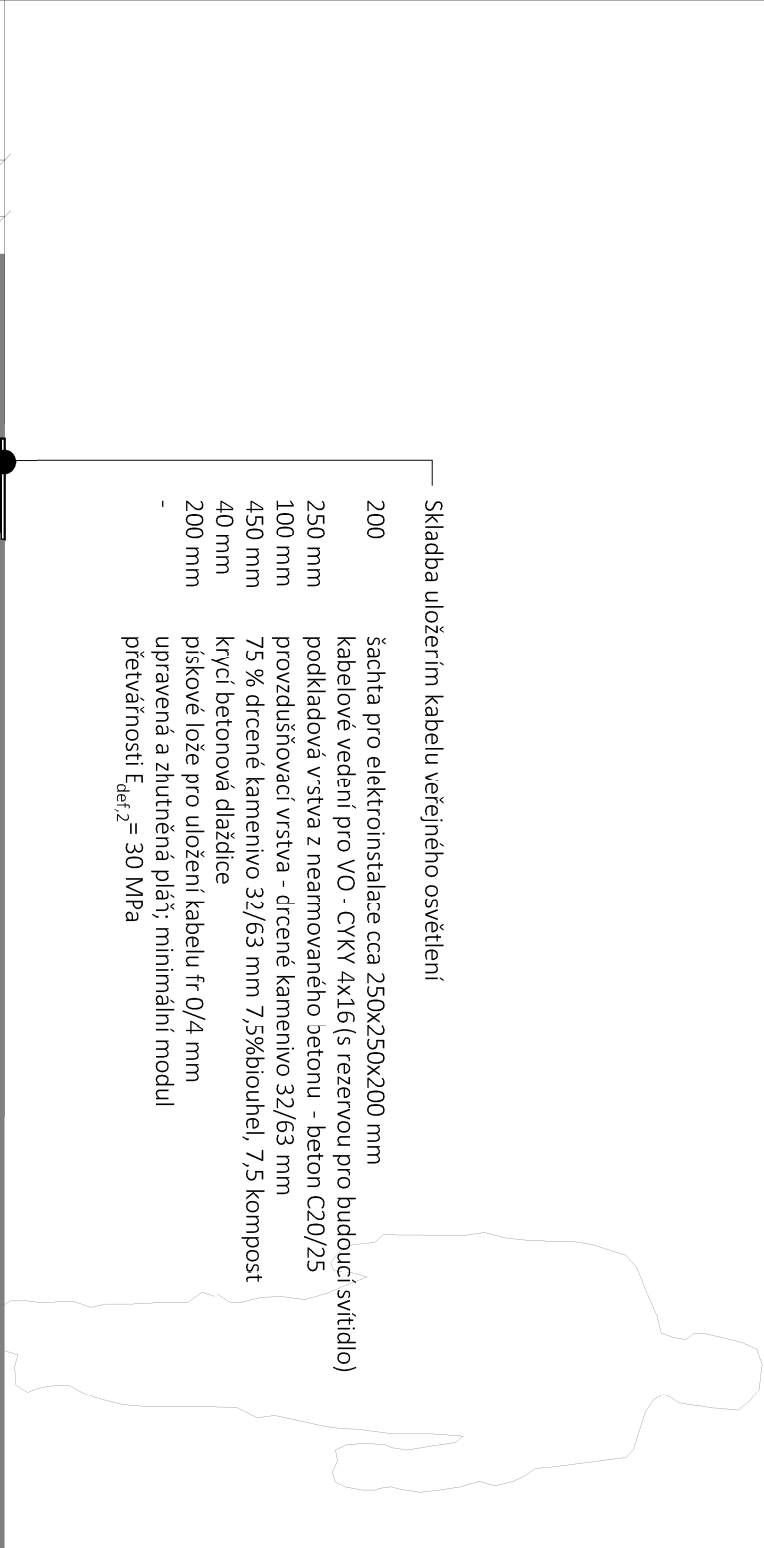 Skladba uložerím kabelu veřejného osvětlení
200 šachta pro elektroinstalace cca 250x250x200 mm
kabelové vedení pro VO - CYKY 4x16 (s rezervou pro budoucí svítidlo)
250 mm podkladová vrstva z nearmovaného betonu - beton C20/25
100 mm provzdušňovací vrstva - drcené kamenivo 32/63 mm
450 mm 75 % drcené kamenivo 32/63 mm 7,5%biouhel, 7,5 kompost
40 mm krycí betonová dlaždice
200 mm pískové lože pro uložení kabelu fr 0/4 mm
- upravená a zhutněná pláň; minimální modul
přetvářnosti E def,2 = 30 MPa